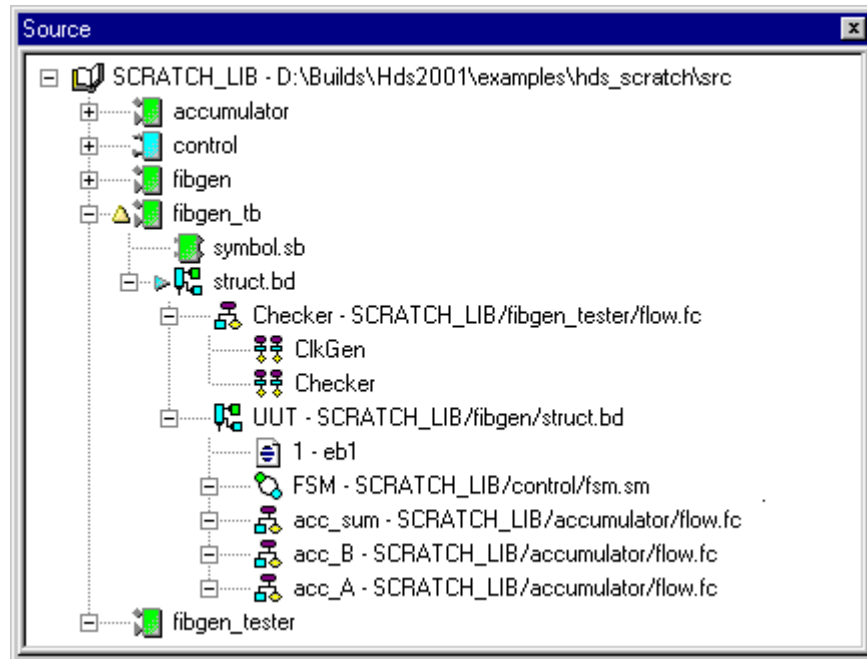 Source
SCRATCH_LIB - D:\Builds\Hds2001\examples\hds_scratch\src
accumulator
control
fibgen
fibgen_tb
symbol.sb
struct.bd
Checker - SCRATCH_LIB/fibgen_tester/flow.fc
ClkGen
Checker
UUT - SCRATCH_LIB/fibgen/struct.bd
1 - eb1
FSM - SCRATCH_LIB/control/fsm.sm
acc_sum - SCRATCH_LIB/accumulator/flow.fc
acc_B - SCRATCH_LIB/accumulator/flow.fc
acc_A - SCRATCH_LIB/accumulator/flow.fc
fibgen_tester